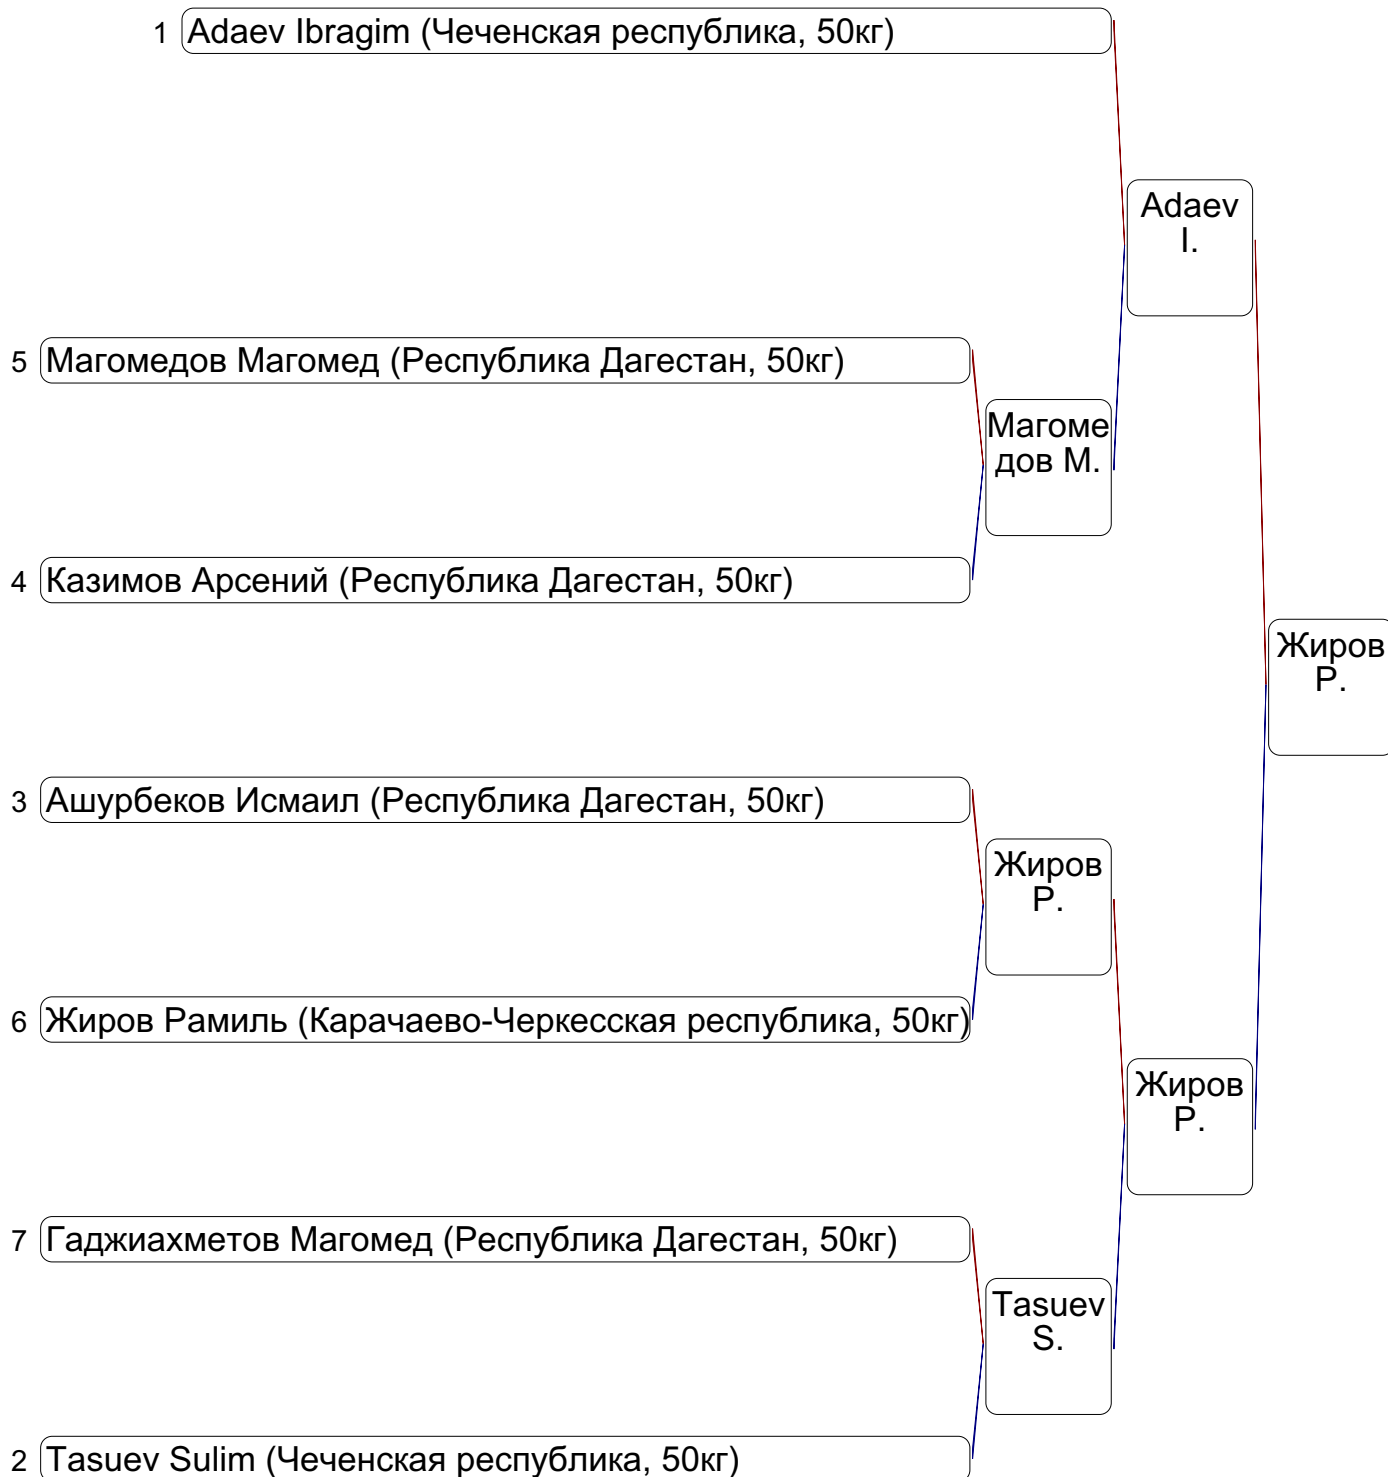 1 Adaev Ibragim (Чеченская республика, 50кг)
Adaev
I.
5 Магомедов Магомед (Республика Дагестан, 50кг)
Магоме
дов М.
4 Казимов Арсений (Республика Дагестан, 50кг)
Жиров
Р.
3 Ашурбеков Исмаил (Республика Дагестан, 50кг)
Жиров
Р.
6 Жиров Рамиль (Карачаево-Черкесская республика, 50кг)
Жиров
Р.
7 Гаджиахметов Магомед (Республика Дагестан, 50кг)
Tasuev
S.
2 Tasuev Sulim (Чеченская республика, 50кг)